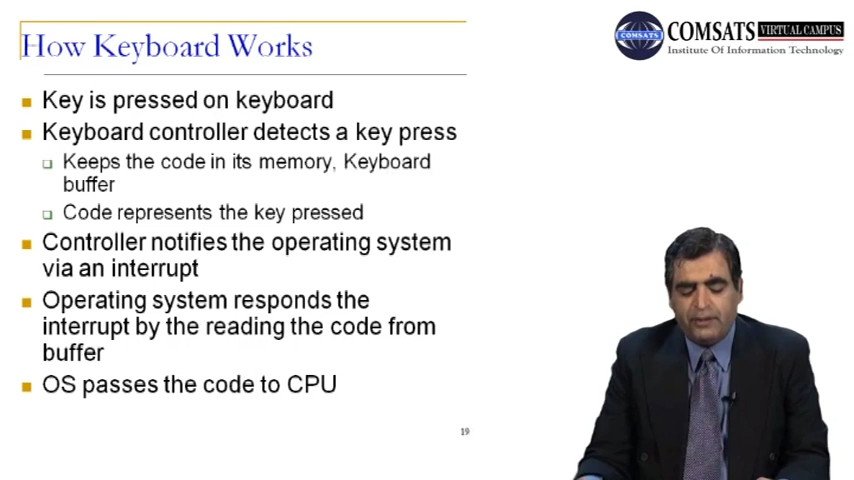 How Keyboard Works
COMSATS VIRTUAL CAMPUS
Institute Of Information Technology
COMSATS
Key is pressed on keyboard
Keyboard controller detects a key press
Keeps the code in its memory, Keyboard
buffer
Code represents the key pressed
Controller notifies the operating system
via an interrupt
Operating system responds the
interrupt by the reading the code from
buffer
OS passes the code to CPU
19